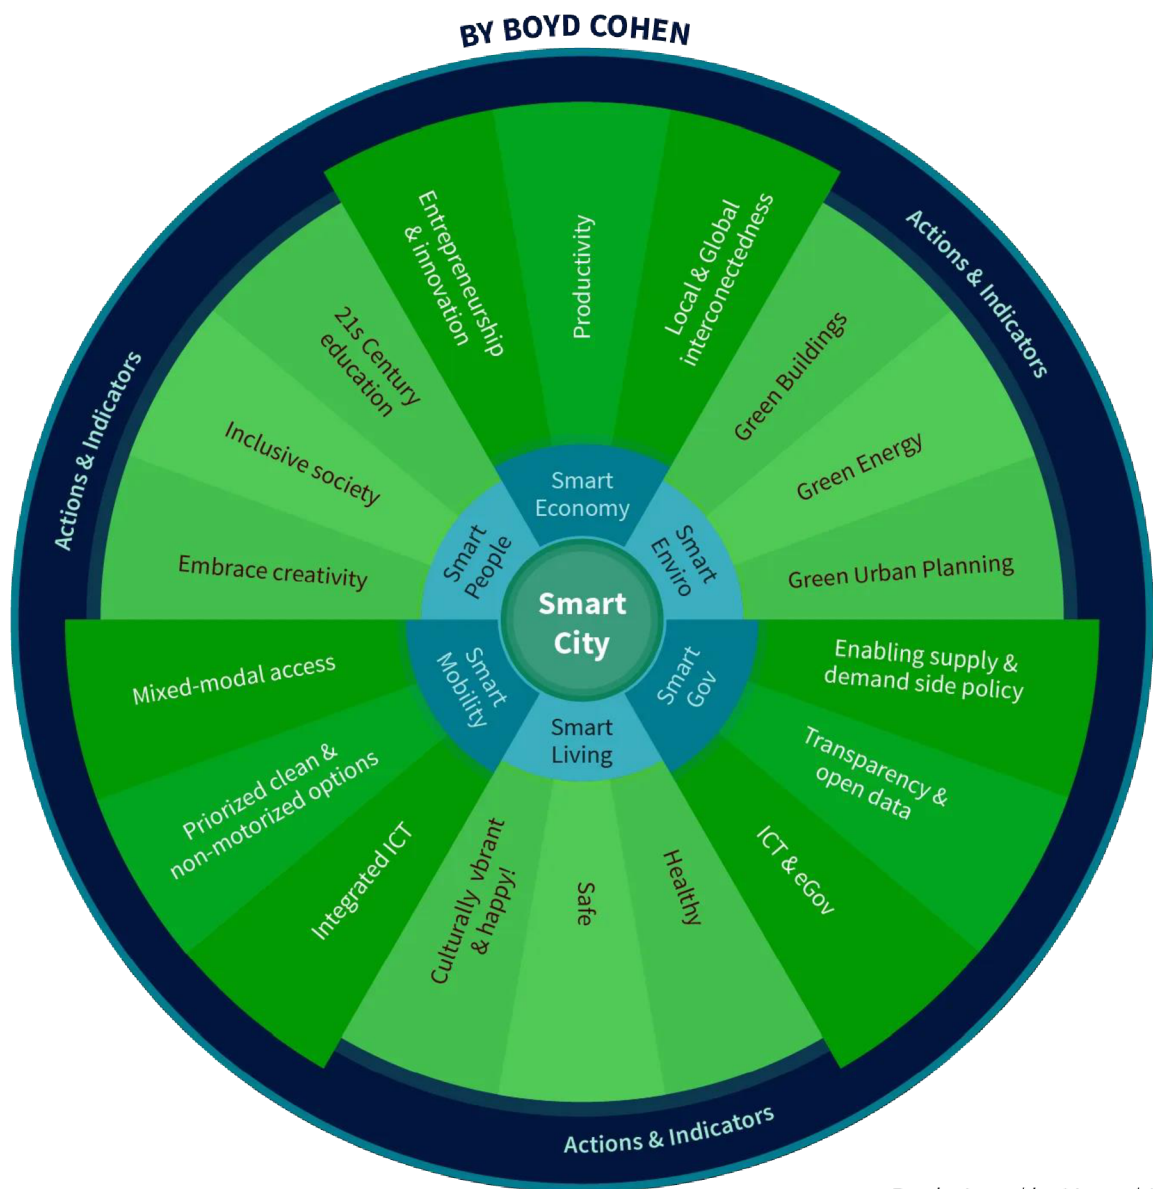 BY BOYD COHEN
Actions & Indicators
Actions & Indicators
Actions & Indicators
Smart
City
Smart
Economy
Entrepreneurship
& innovation
Productivity
Local & Global
interconectedness
Smart
Enviro
Green Buildings
Green Energy
Green Urban Planning
Smart
Gov
Enabling supply &
demand side policy
Transparency &
open data
ICT & eGov
Smart
Living
Healthy
Safe
Culturally vbrant
& happy!
Smart
Mobility
Integrated ICT
Priorized clean &
non-motorized options
Mixed-modal access
Smart
People
Embrace creativity
Inclusive society
21s Century
education